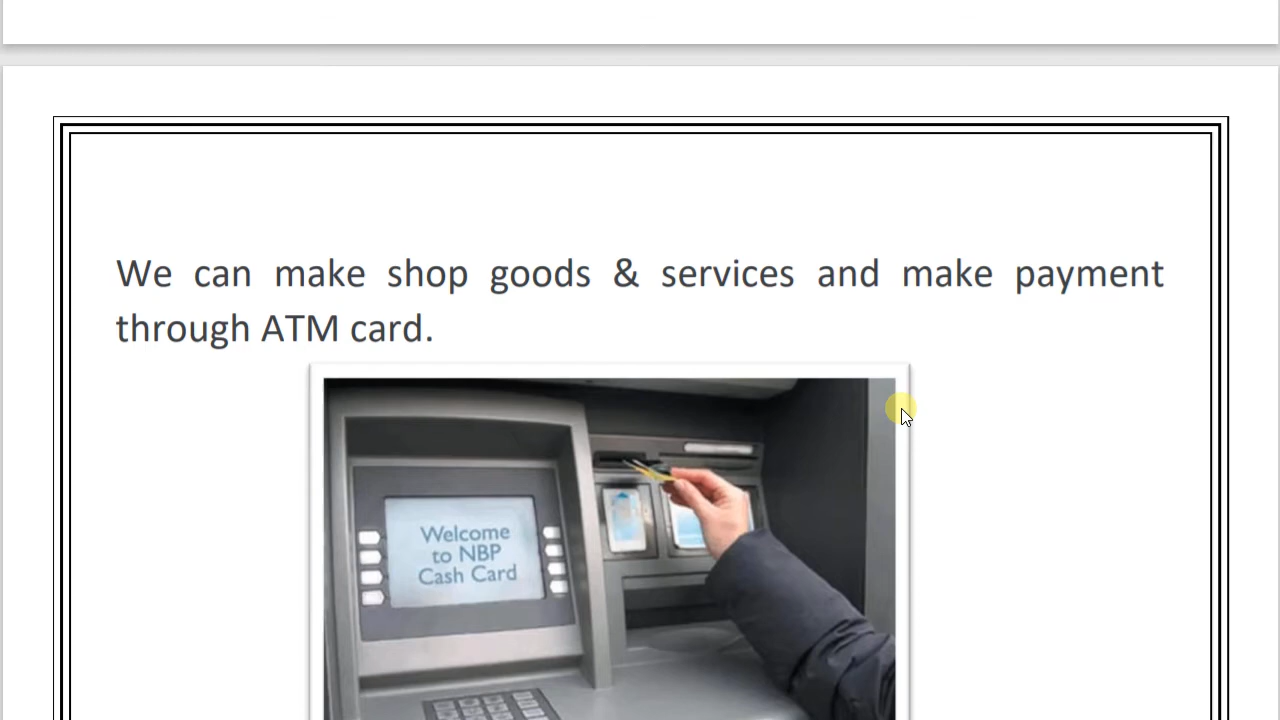 We can make shop goods & services and make payment
through ATM card.
Welcome
to NBP
Cash Card